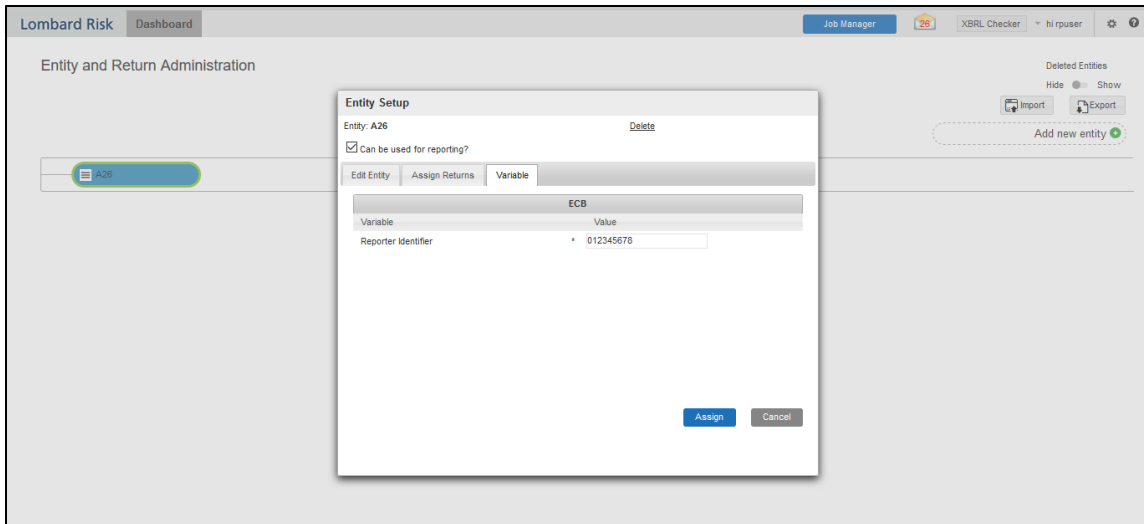 Lombard Risk Dashboard Job Manager 26 XBRL Checker hi rpuser
Entity and Return Administration
Deleted Entities
Hide Show
Import Export
Add new entity
A26
Entity Setup
Entity: A26 Delete
Can be used for reporting?
Edit Entity Assign Returns Variable
ECB
Variable Value
Reporter Identifier * 012345678
Assign Cancel